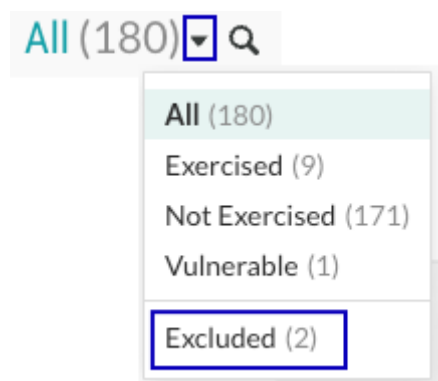 All (180)
All (180)
Exercised (9)
Not Exercised (171)
Vulnerable (1)
Excluded (2)